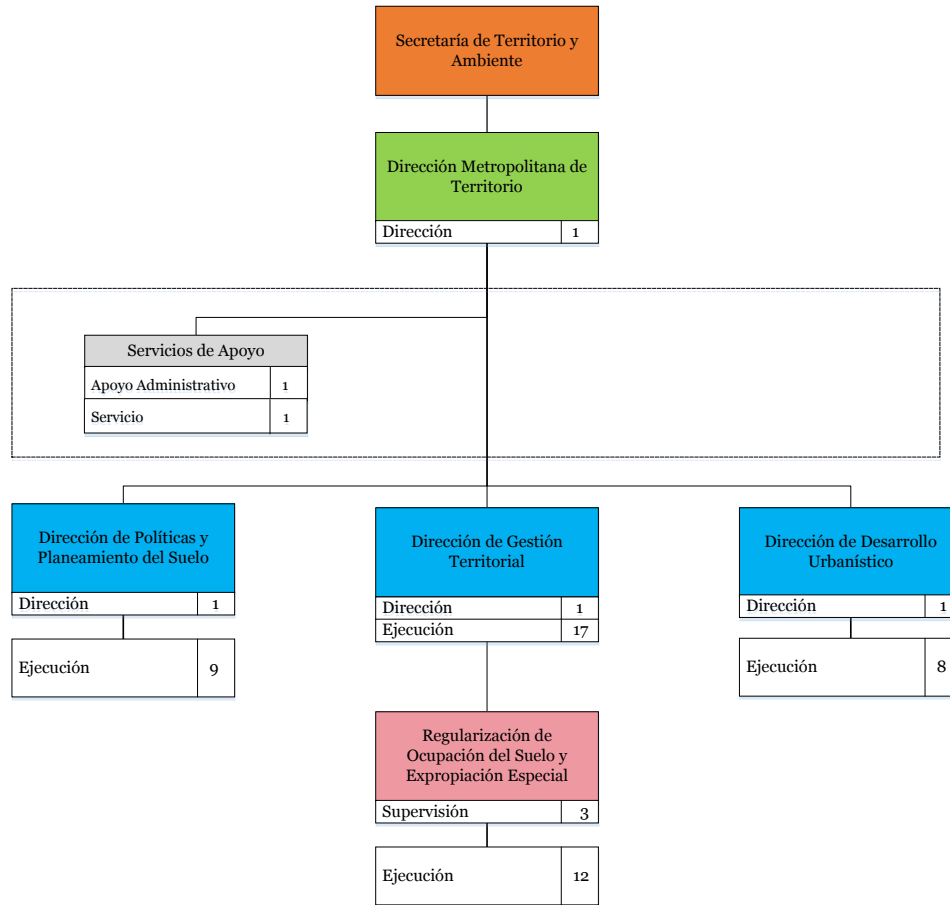 Secretaría de Territorio y
Ambiente
Dirección Metropolitana de
Territorio
Dirección 1
Servicios de Apoyo
Apoyo Administrativo 1
Servicio 1
Dirección de Políticas y
Planeamiento del Suelo
Dirección 1
Ejecución 9
Dirección de Gestión
Territorial
Dirección 1
Ejecución 17
Regularización de
Ocupación del Suelo y
Expropiación Especial
Supervisión 3
Ejecución 12
Dirección de Desarrollo
Urbanístico
Dirección 1
Ejecución 8